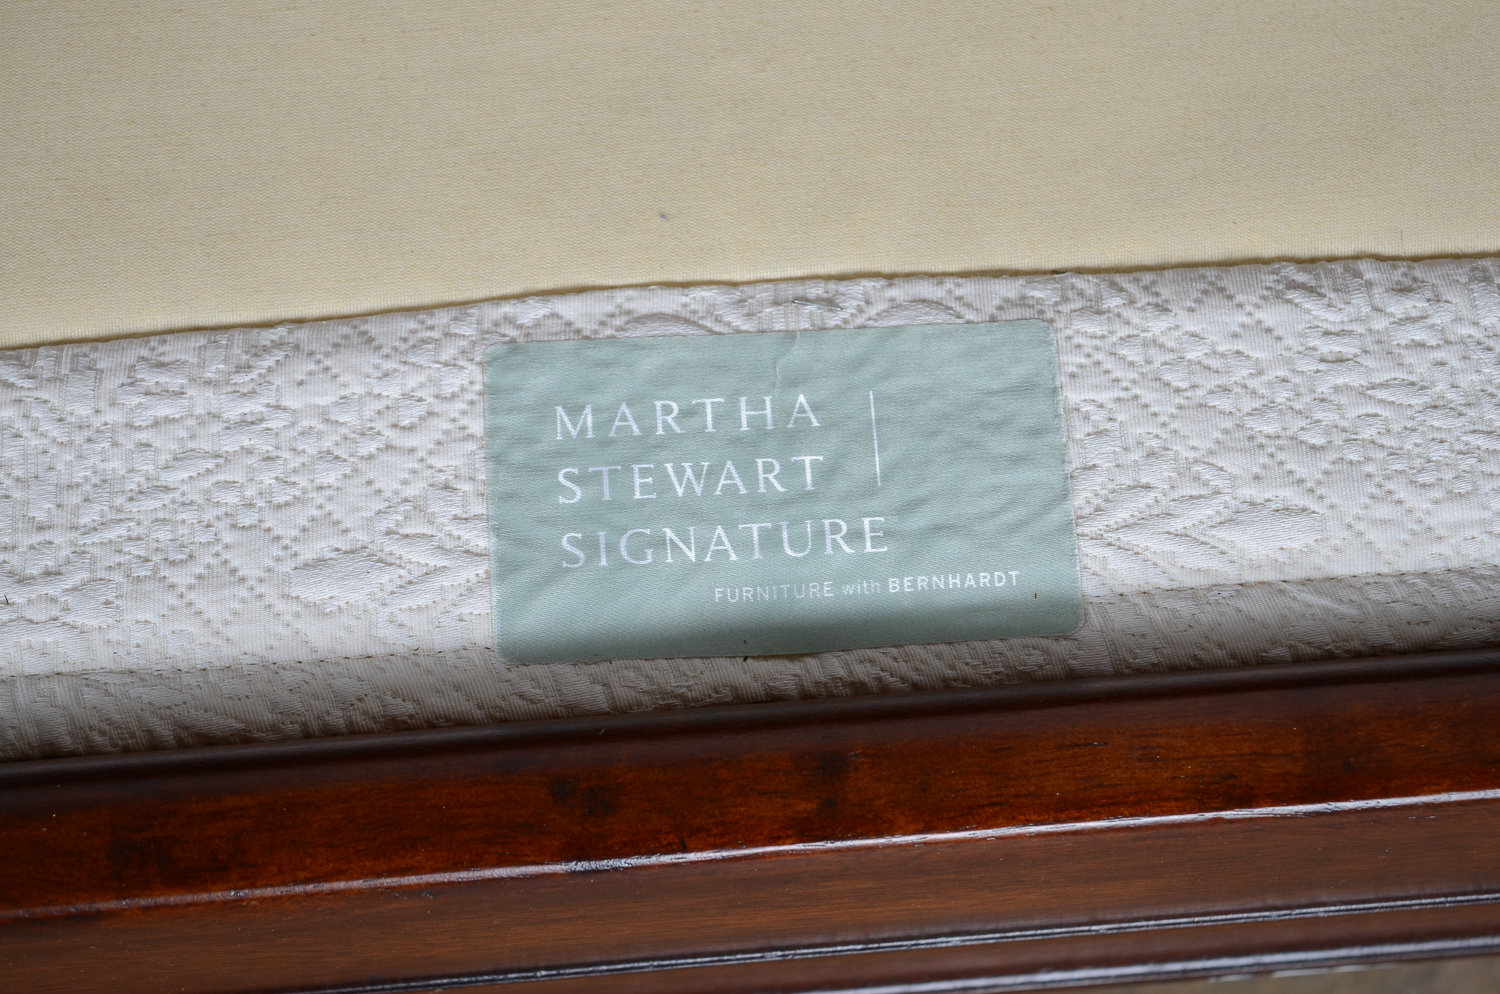 MARTHA
STEWART
SIGNATURE
FURNITURE with BERNHARDT